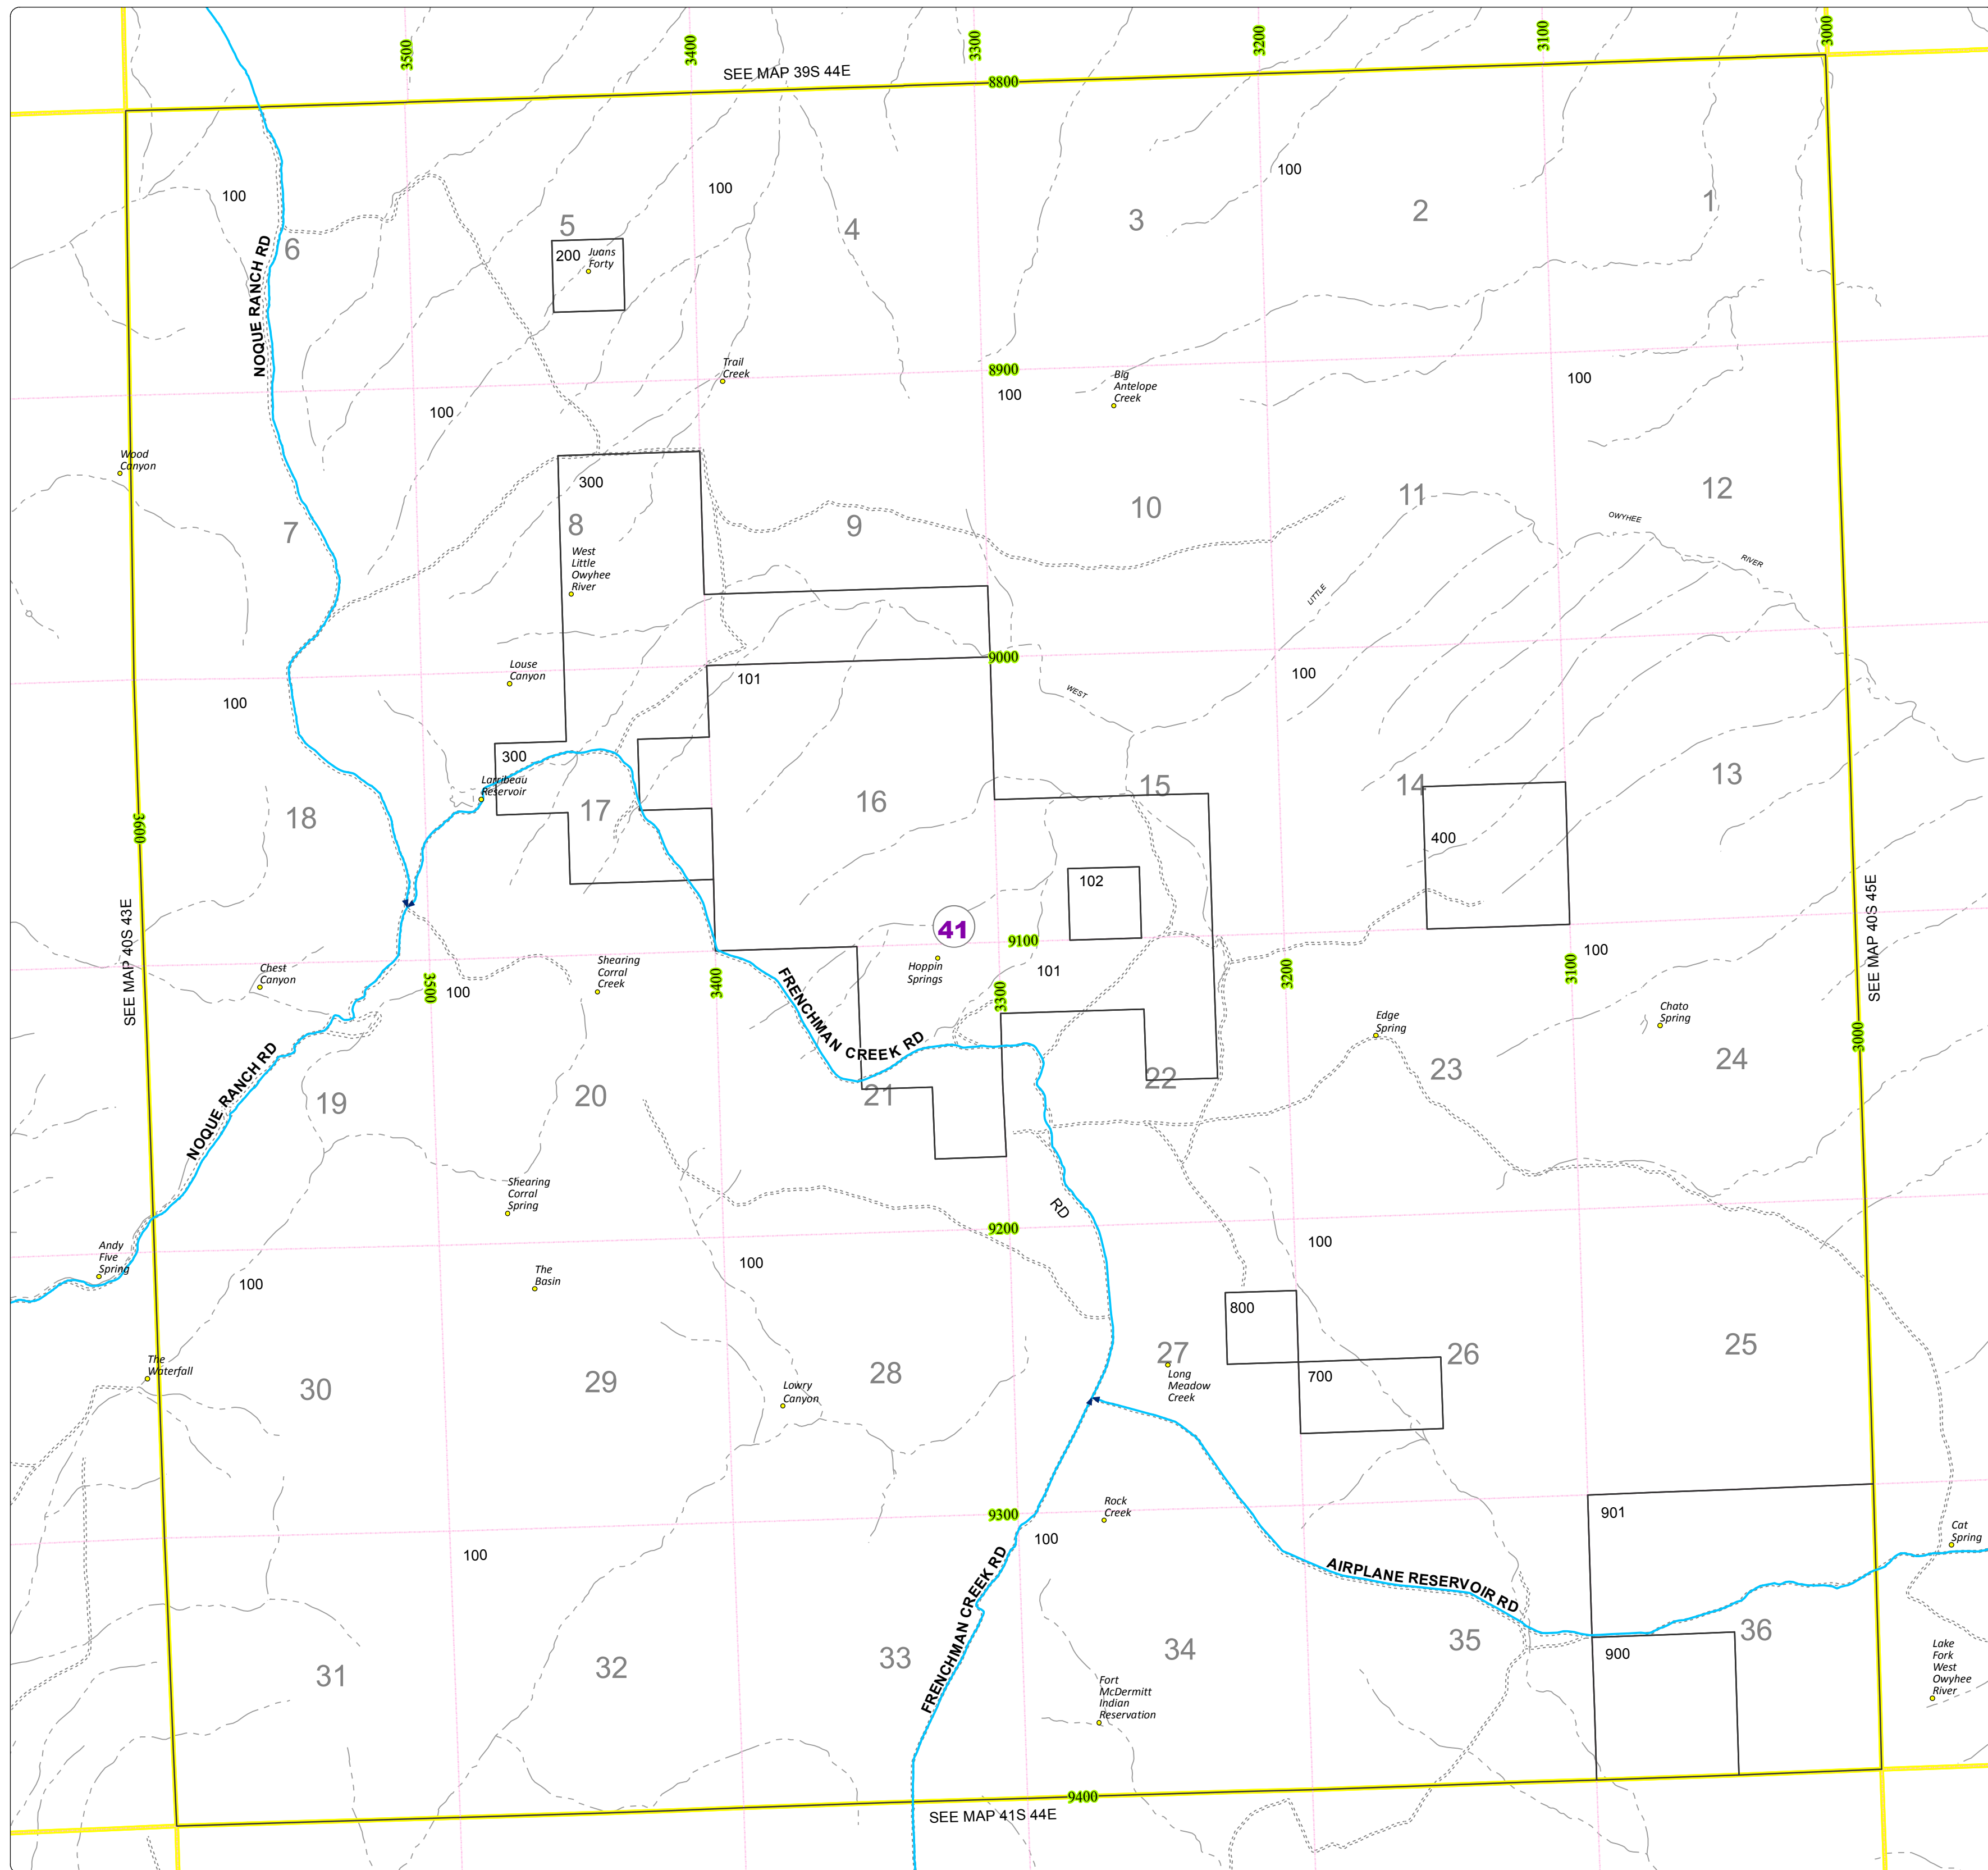 3500
3400
3300
3200
3100
3000
SEE MAP 39S 44E
8800
100
100
100
6
5
4
3
2
1
NOQUE RANCH RD
200
Juans
Forty
Trail
Creek
8900
Big
Antelope
Creek
100
100
100
Wood
Canyon
300
7
8
9
10
11
12
OWYHEE
RIVER
LITTLE
WEST
West
Little
Owyhee
River
Louse
Canyon
9000
101
100
100
300
Larribeau
Reservoir
18
17
16
15
14
13
3600
400
102
SEE MAP 40S 43E
SEE MAP 40S 45E
41
9100
100
Chest
Canyon
3500
100
Shearing
Corral
Creek
3400
Hoppin
Springs
101
3300
3200
3100
Edge
Spring
Chato
Spring
3000
FRENCHMAN CREEK RD
NOQUE RANCH RD
19
20
21
22
23
24
Shearing
Corral
Spring
RD
9200
Andy
Five
Spring
100
The
Basin
100
100
800
The
Waterfall
30
29
28
27
26
25
Lowry
Canyon
Long
Meadow
Creek
700
9300
Rock
Creek
100
100
901
Cat
Spring
AIRPLANE RESERVOIR RD
FRENCHMAN CREEK RD
31
32
33
34
35
36
900
Lake
Fork
West
Owyhee
River
Fort
McDermitt
Indian
Reservation
9400
SEE MAP 41S 44E